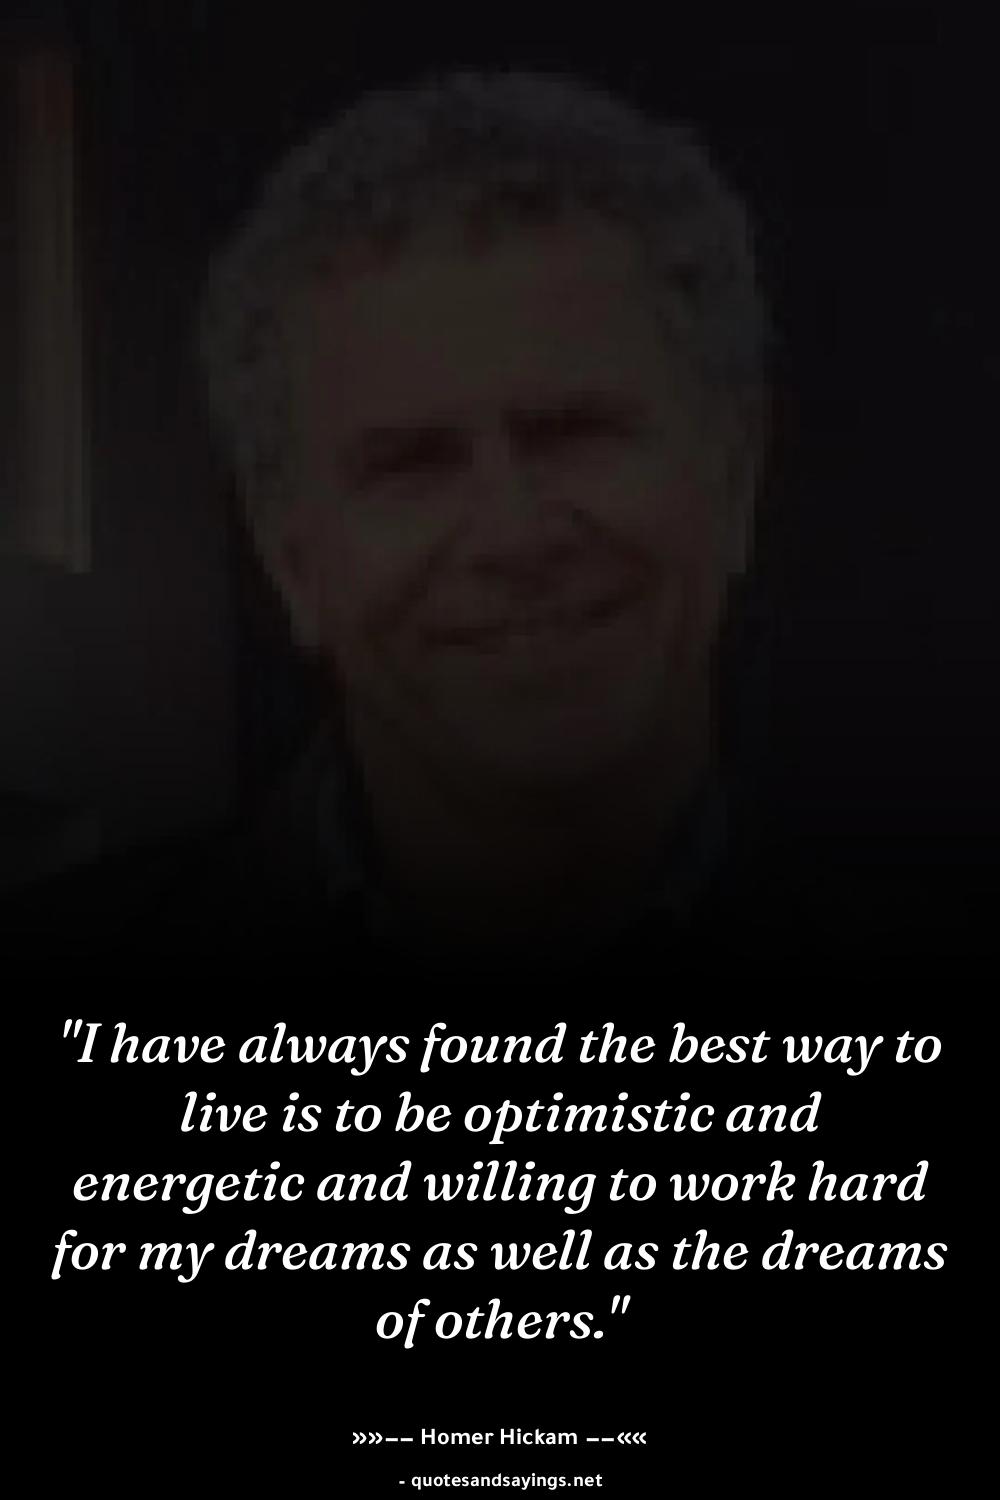 "I have always found the best way to
live is to be optimistic and
energetic and willing to work hard
for my dreams as well as the dreams
of others."
»»−− Homer Hickam −−««
- quotesandsayings.net